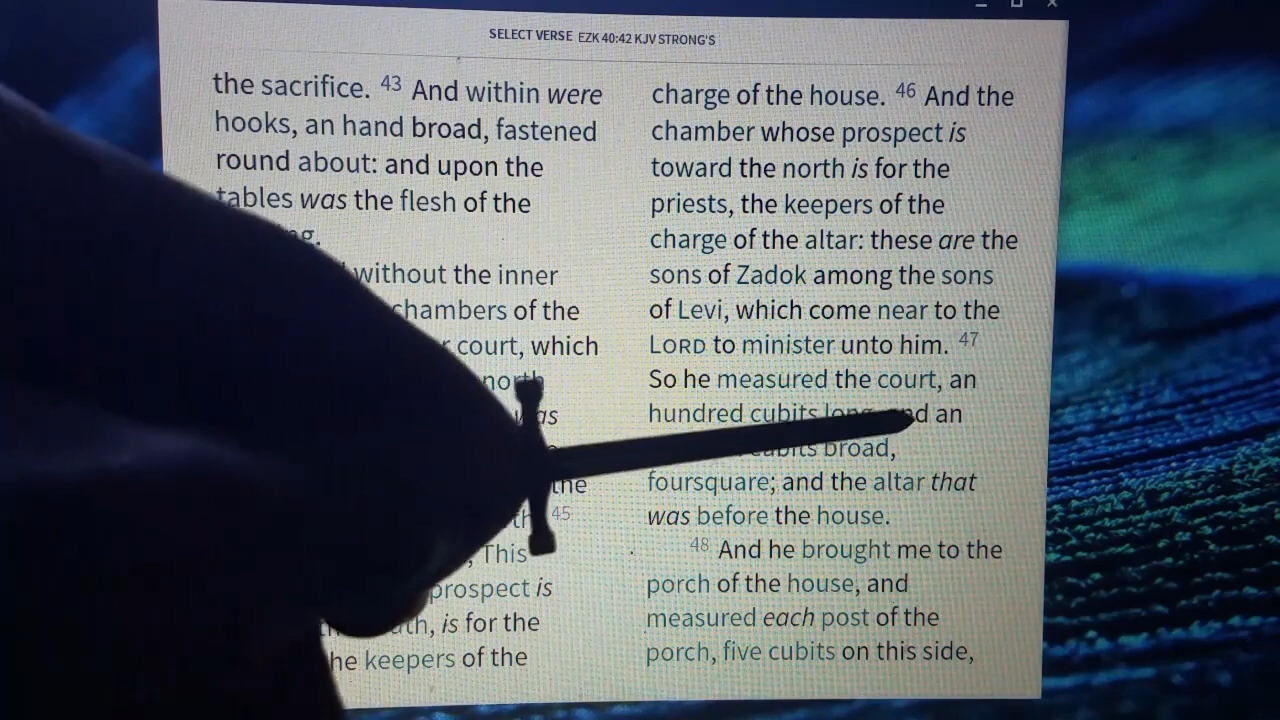 SELECT VERSE EZK 40:42 KJV STRONG'S
the sacrifice. 43 And within were
hooks, an hand broad, fastened
round about: and upon the
tables was the flesh of the
without the inner
chambers of the
court, which
north
the
45
This
prospect is
is for the
keepers of the
charge of the house. 46 And the
chamber whose prospect is
toward the north is for the
priests, the keepers of the
charge of the altar: these are the
sons of Zadok among the sons
of Levi, which come near to the
LORD to minister unto him. 47
So he measured the court, an
hundred cubits long and an
cubits broad,
foursquare; and the altar that
was before the house.
48 And he brought me to the
porch of the house, and
measured each post of the
porch, five cubits on this side,